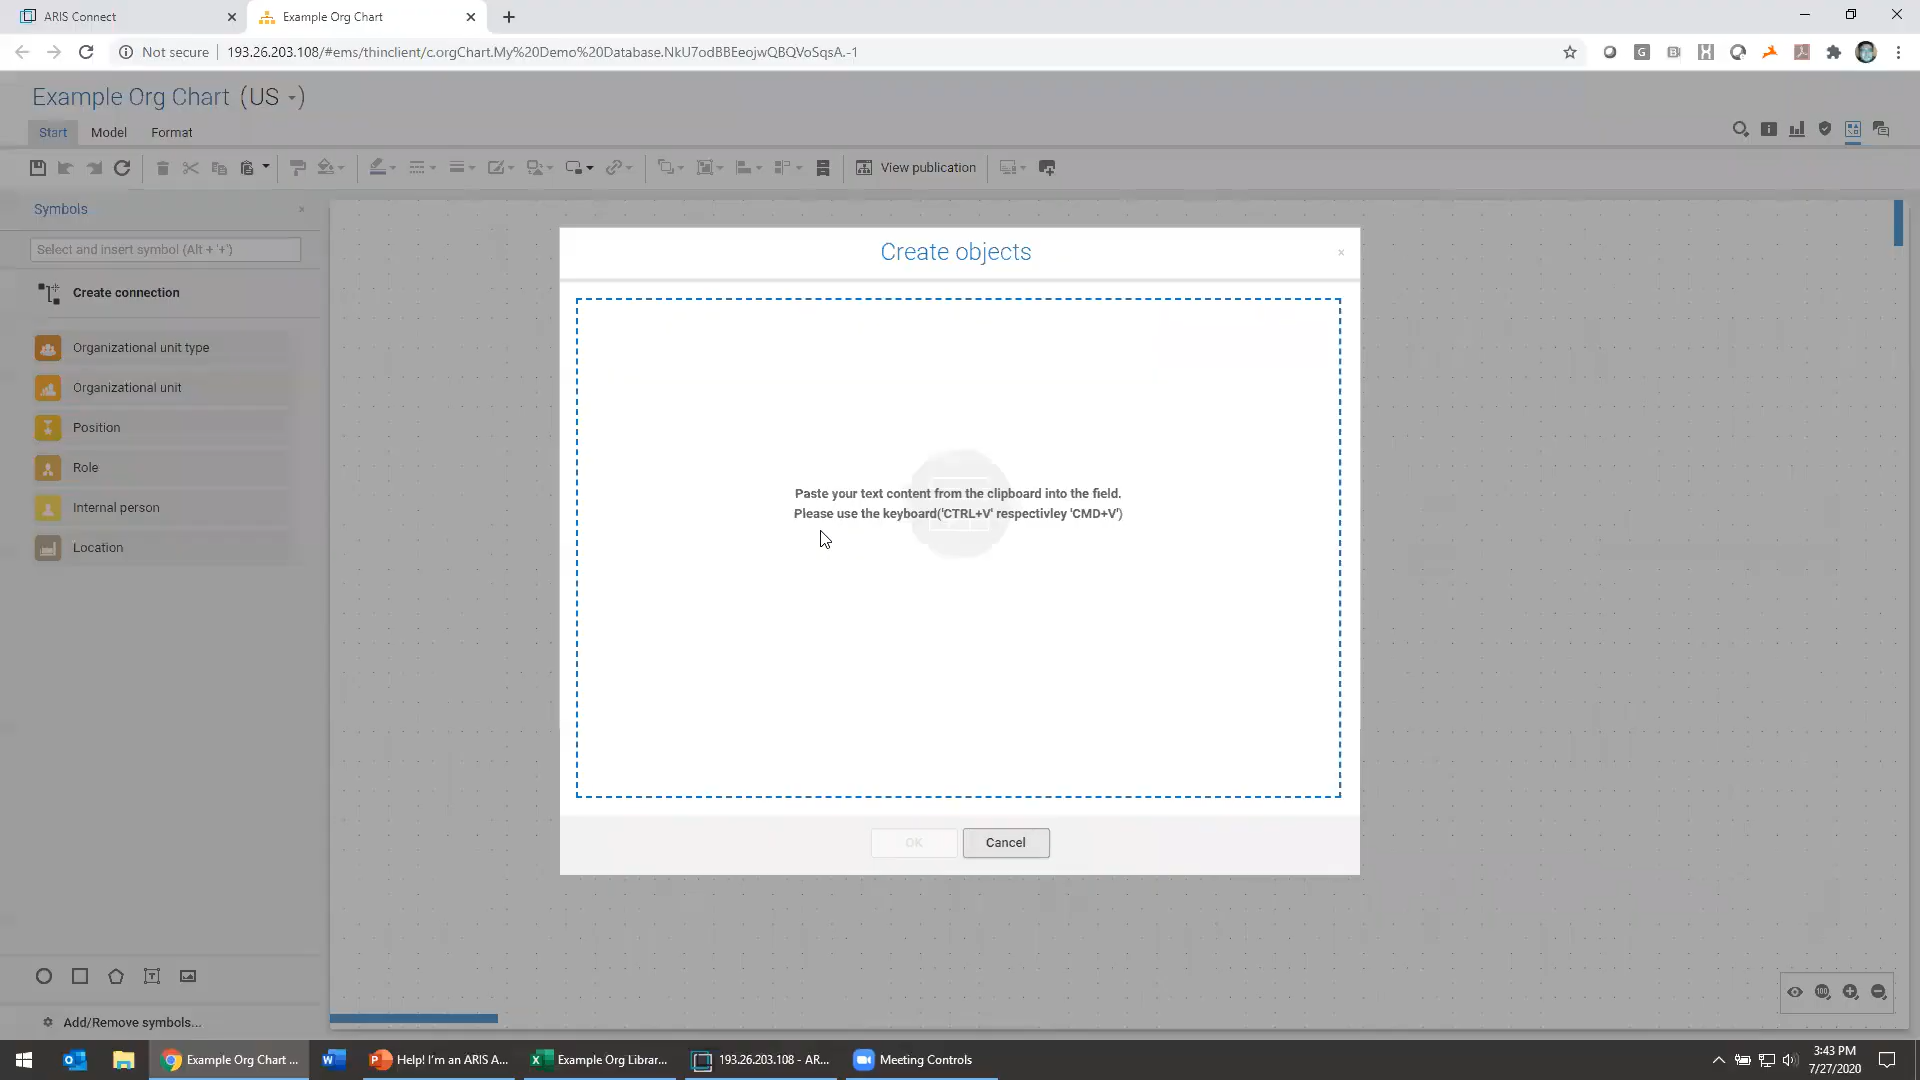 ARIS Connect
Example Org Chart
Not secure
193.26.203.108/#ems/thinclient/c.orgChart.My%20Demo%20Database.NkU7odBBEeojwQBQVoSqsA.-1
Example Org Chart (US )
Start Model Format
View publication
Symbols
Select and insert symbol (Alt + '+')
Create connection
Organizational unit type
Organizational unit
Position
Role
Internal person
Location
Add/Remove symbols...
Create objects
Paste your text content from the clipboard into the field.
Please use the keyboard('CTRL+V' respectivley 'CMD+V')
OK
Cancel
Example Org Chart ...
Help! I'm an ARIS A...
Example Org Librar...
193.26.203.108 - AR...
Meeting Controls
3:43 PM
7/27/2020